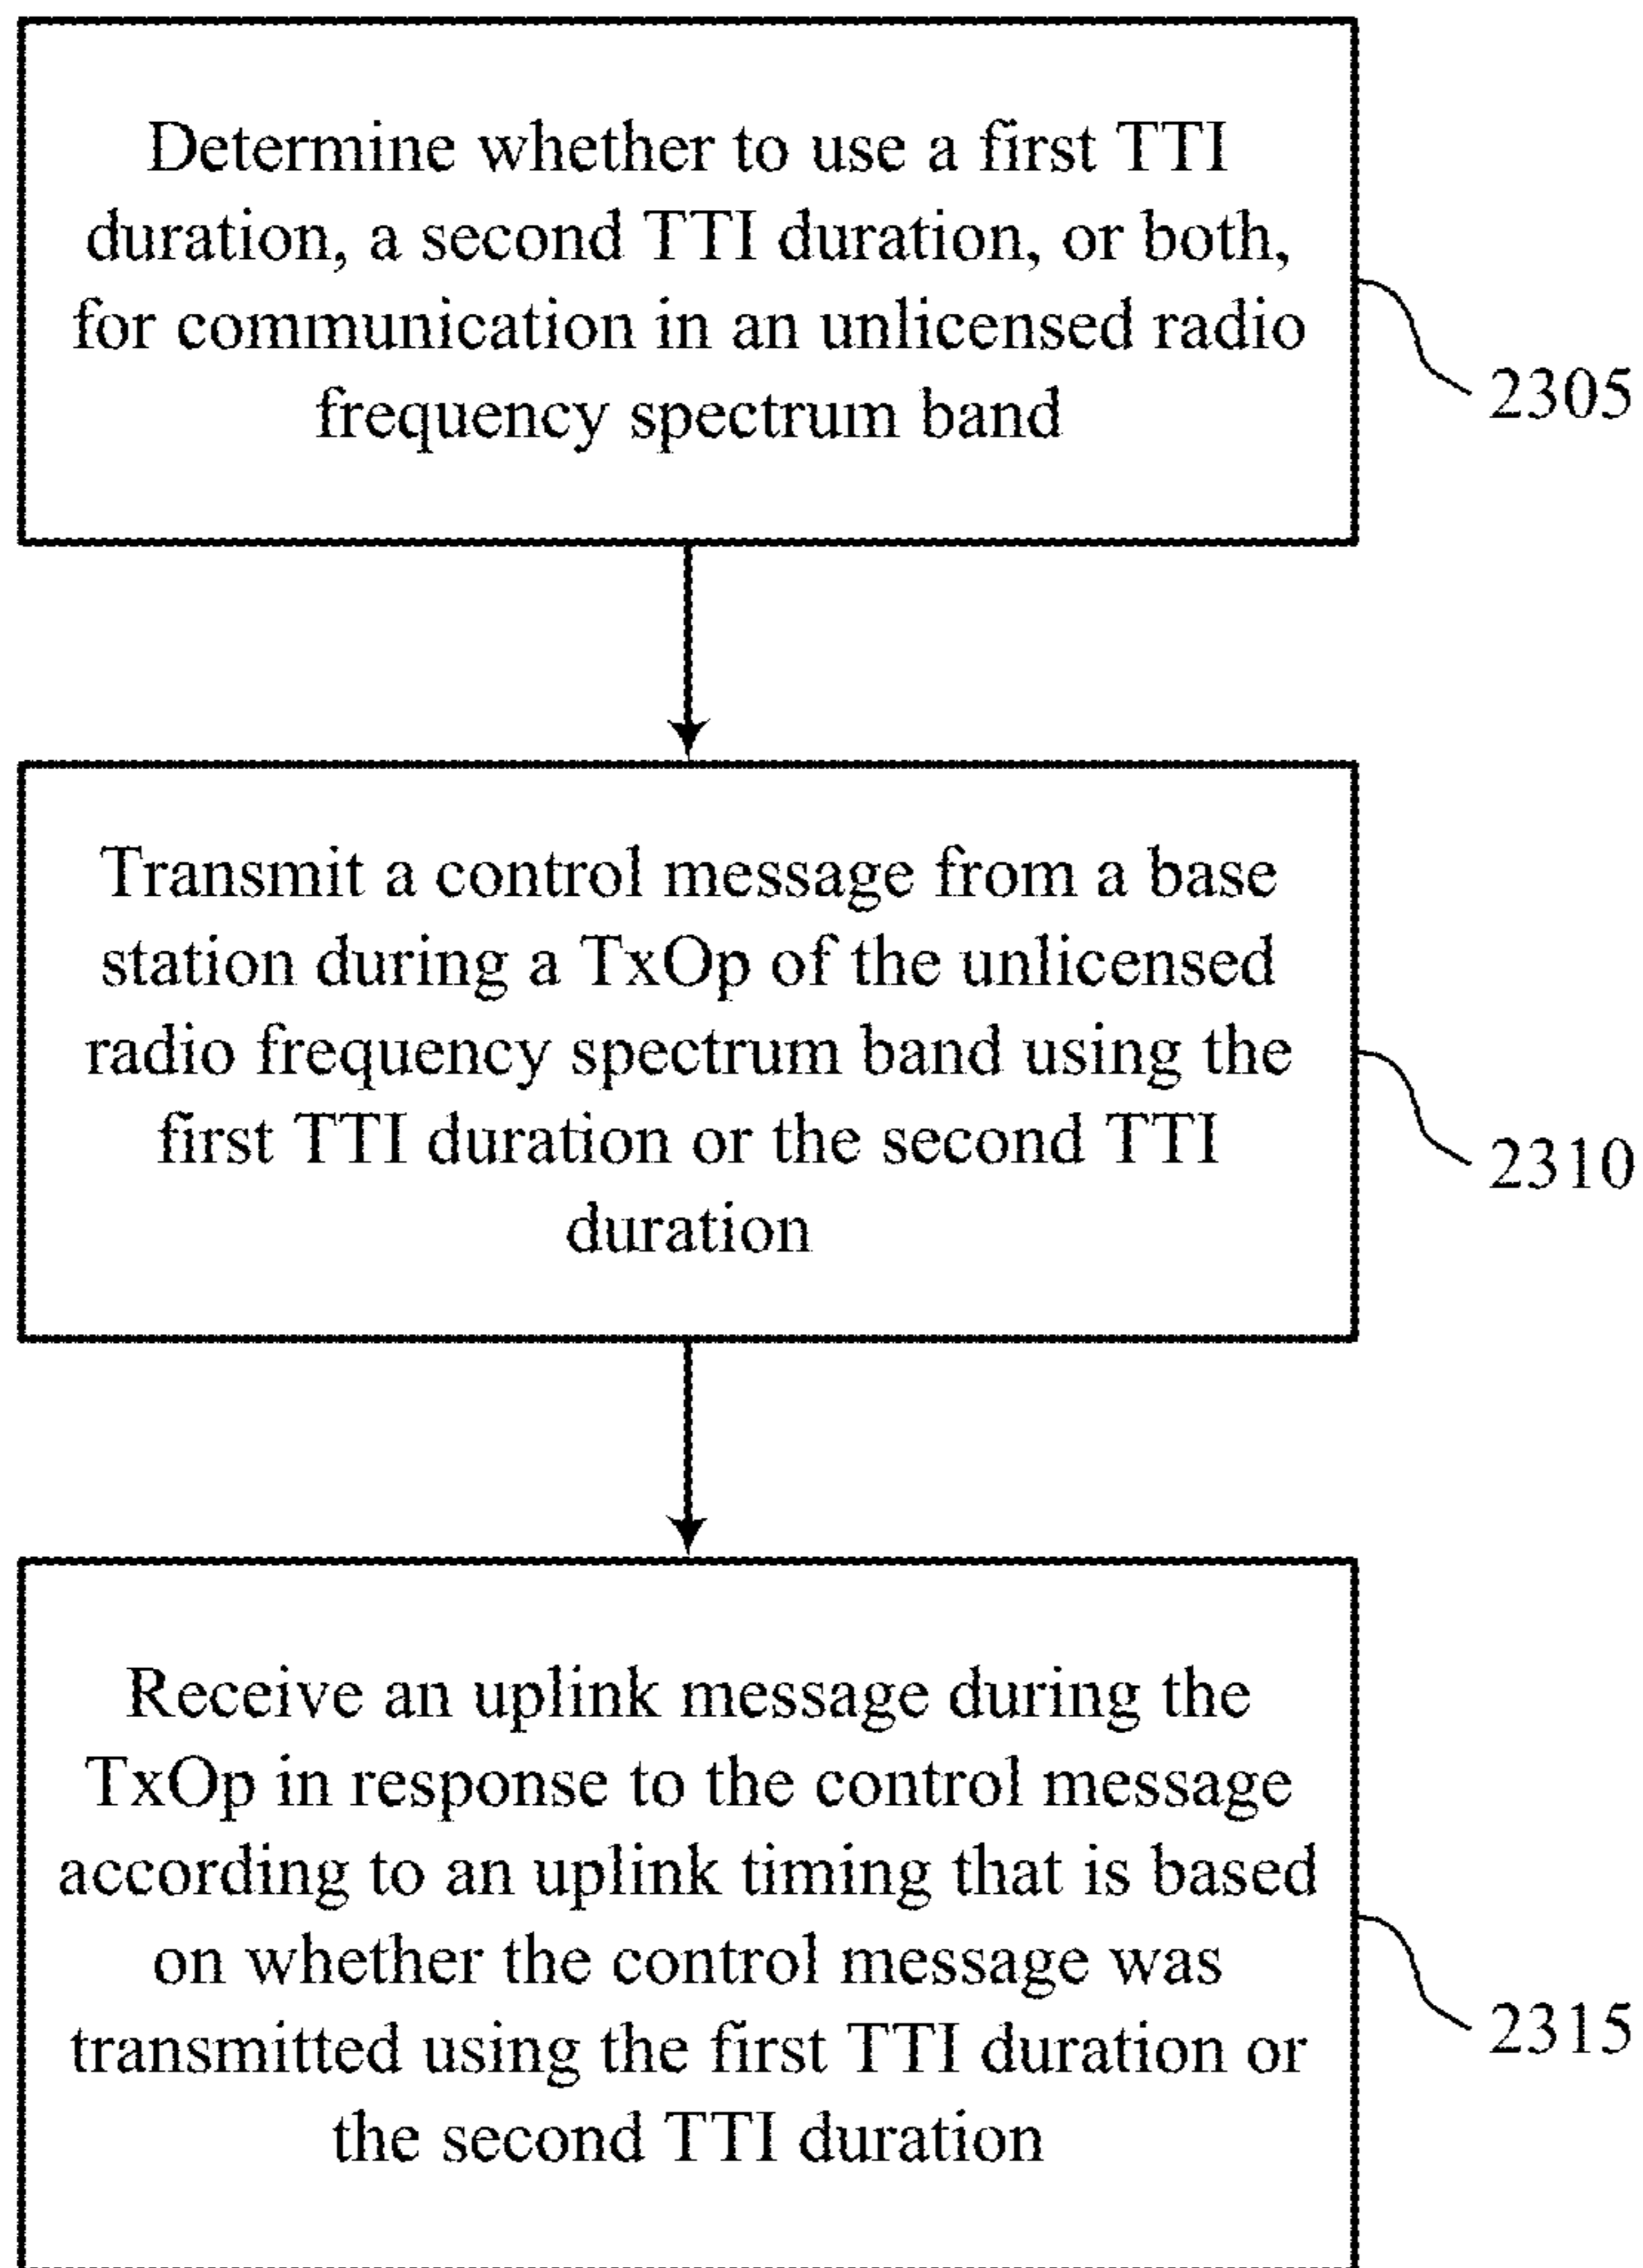 Determine whether to use a first TTI
duration, a second TTI duration, or both,
for communication in an unlicensed radio
frequency spectrum band
2305
Transmit a control message from a base
station during a TxOp of the unlicensed
radio frequency spectrum band using the
first TTI duration or the second TTI
duration
2310
Receive an uplink message during the
TxOp in response to the control message
according to an uplink timing that is based
on whether the control message was
transmitted using the first TTI duration or
the second TTI duration
2315